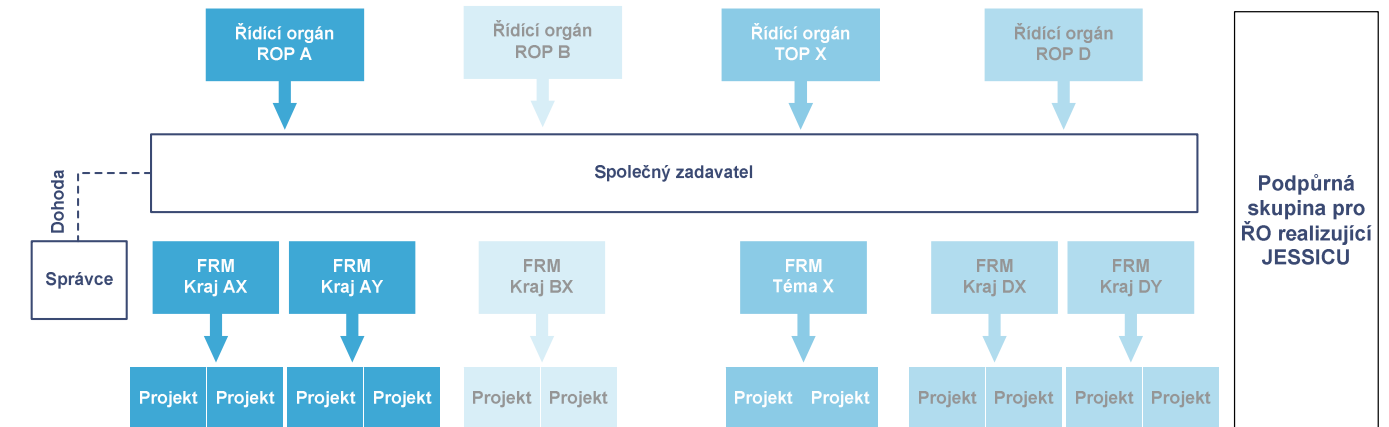 Řídící orgán
ROP A
Řídící orgán
ROP B
Řídící orgán
TOP X
Řídící orgán
ROP D
Společný zadavatel
Dohoda
Správce
FRM
Kraj AX
FRM
Kraj AY
FRM
Kraj BX
FRM
Téma X
FRM
Kraj DX
FRM
Kraj DY
Projekt
Projekt
Projekt
Projekt
Projekt
Projekt
Projekt
Projekt
Projekt
Projekt
Projekt
Projekt
Podpůrná
skupina pro
ŘO realizující
JESSICU